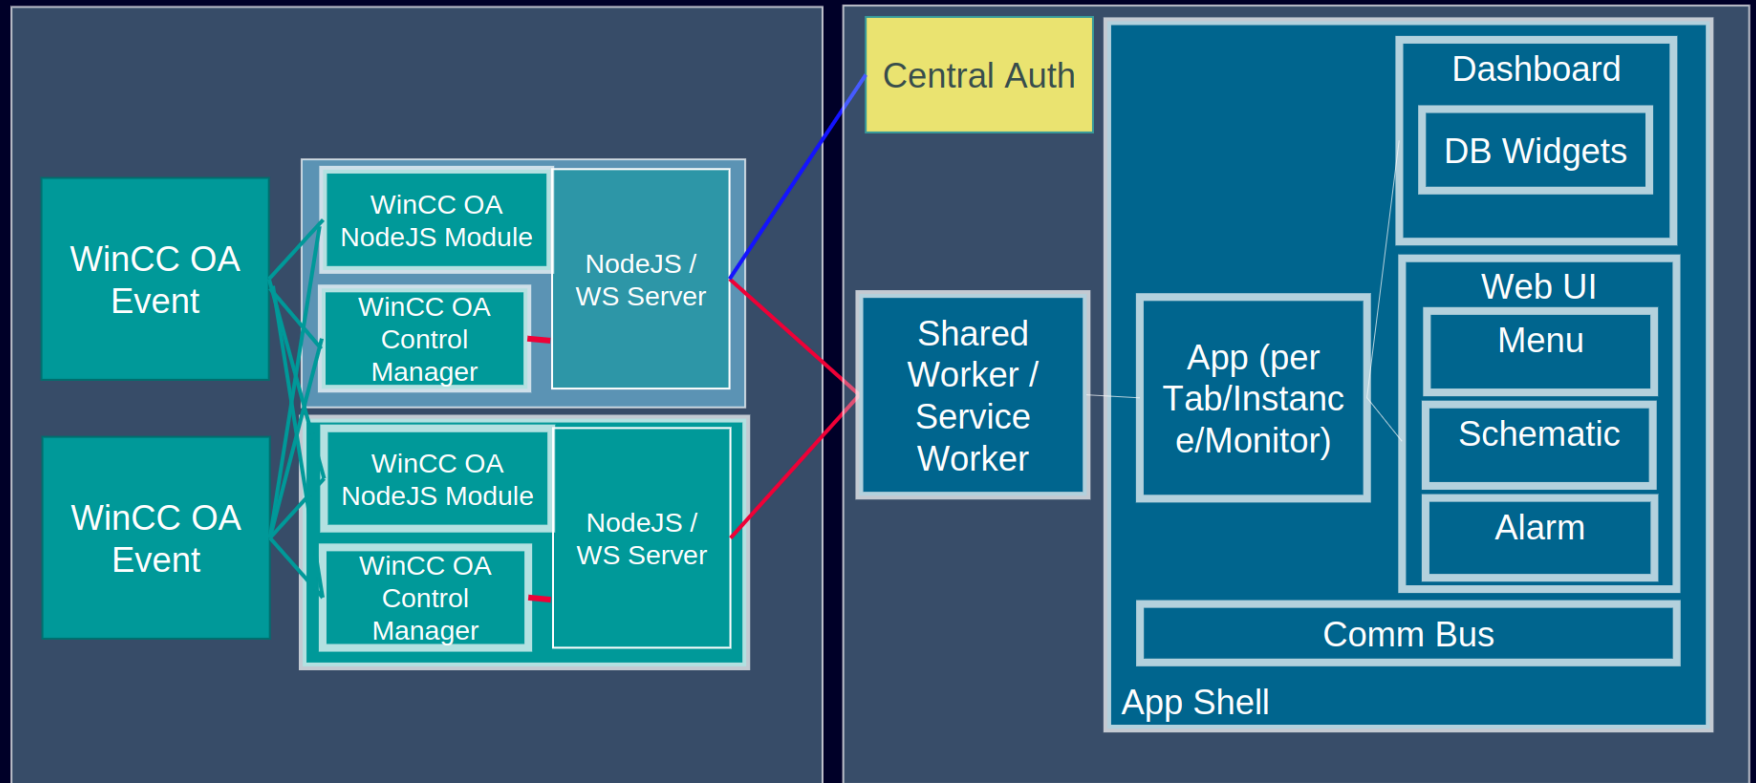 WinCC OA
Event
WinCC OA
Event
WinCC OA
NodeJS Module
WinCC OA
Control
Manager
NodeJS /
WS Server
WinCC OA
NodeJS Module
WinCC OA
Control
Manager
NodeJS /
WS Server
Central Auth
Shared
Worker /
Service
Worker
App (per
Tab/Instanc
e/Monitor)
Dashboard
DB Widgets
Web UI
Menu
Schematic
Alarm
Comm Bus
App Shell